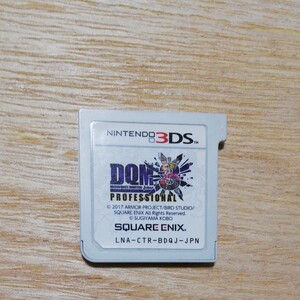 NINTENDO 3DS™
DQM
PROFESSIONAL
© 2017 ARMOR PROJECT/BIRD STUDIO/
SQUARE ENIX All Rights Reserved.
© SUGIYAMA KOBO
SQUARE ENIX.
LNA-CTR-BDQJ-JPN